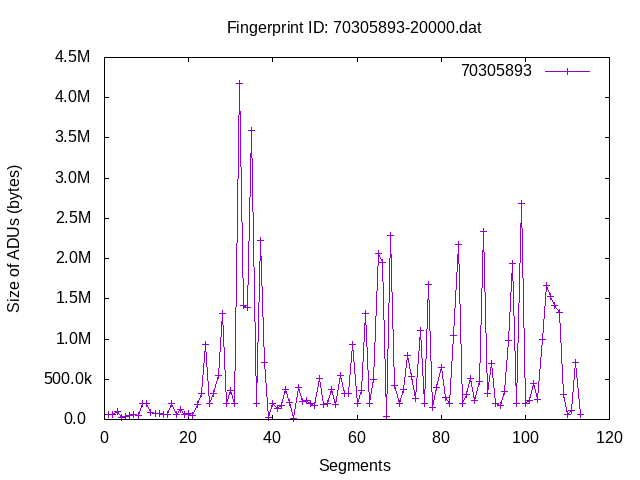 Fingerprint ID: 70305893-20000.dat
70305893
4.5M
4.0M
3.5M
3.0M
2.5M
2.0M
1.5M
1.0M
500.0k
0.0
Size of ADUs (bytes)
0 20 40 60 80 100 120
Segments